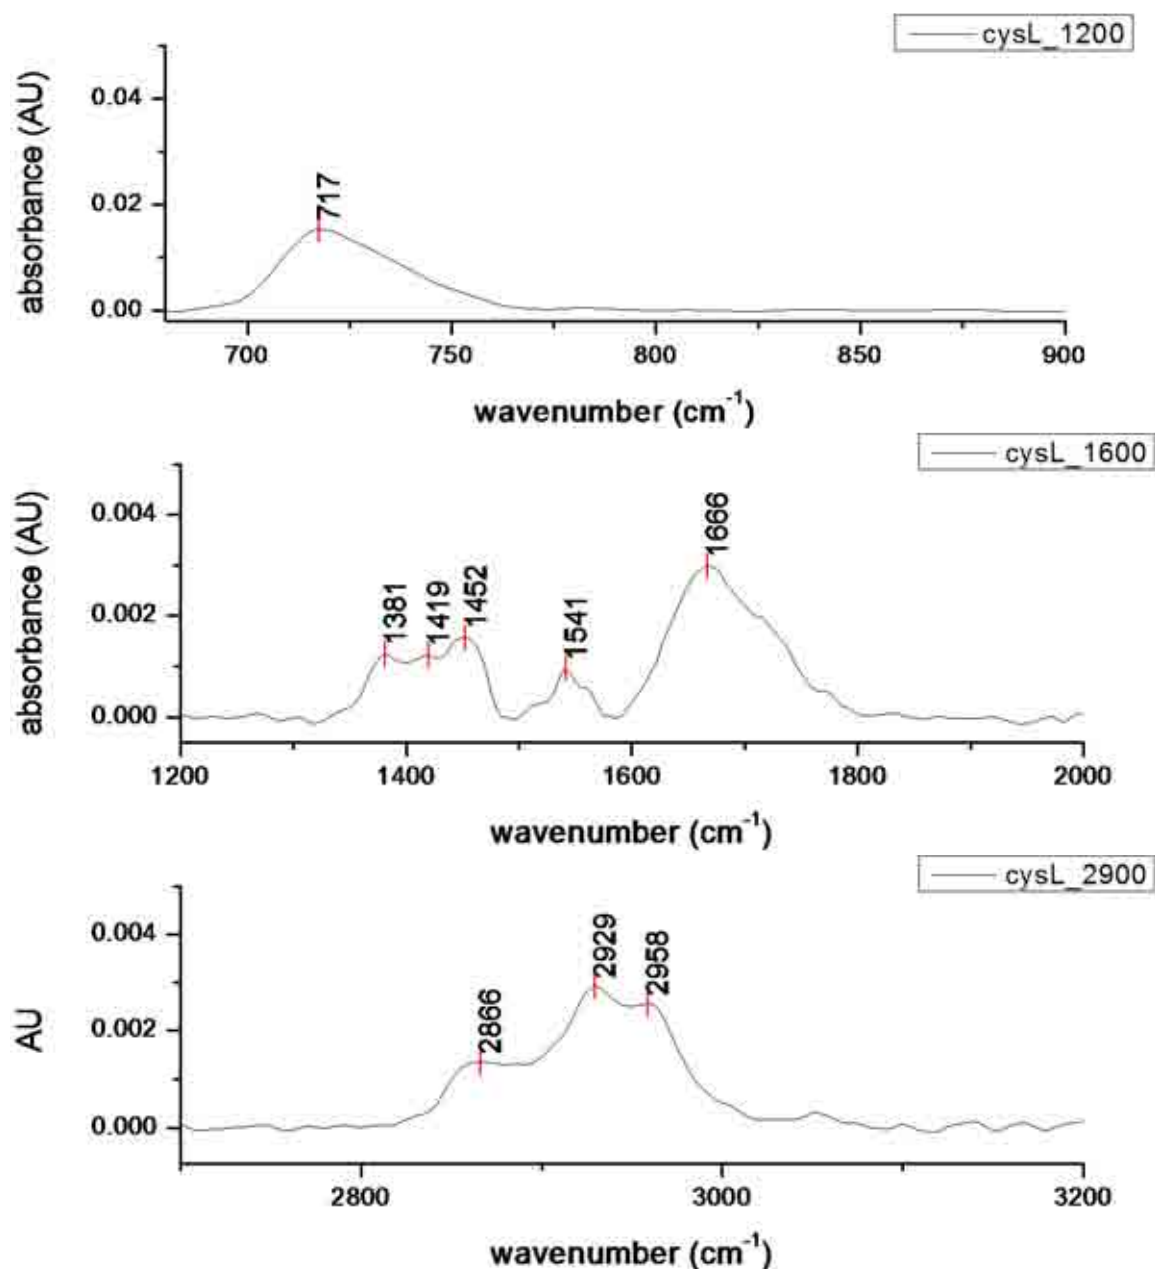 cysL_1200
absorbance (AU)
0.04
0.02
0.00
717
700 750 800 850 900
wavenumber (cm-1)
cysL_1600
absorbance (AU)
0.004
0.002
0.000
1381 1419 1452 1541 1666
1200 1400 1600 1800 2000
wavenumber (cm-1)
cysL_2900
AU
0.004
0.002
0.000
2866 2929 2958
2800 3000 3200
wavenumber (cm-1)